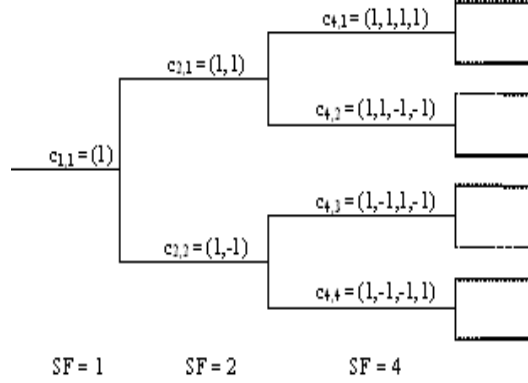 c4,1 = (1,1,1,1)
c2,1 = (1,1)
c4,2 = (1,1,-1,-1)
c1,1 = (1)
c4,3 = (1,-1,1,-1)
c2,2 = (1,-1)
c4,4 = (1,-1,-1,1)
SF = 1 SF = 2 SF = 4